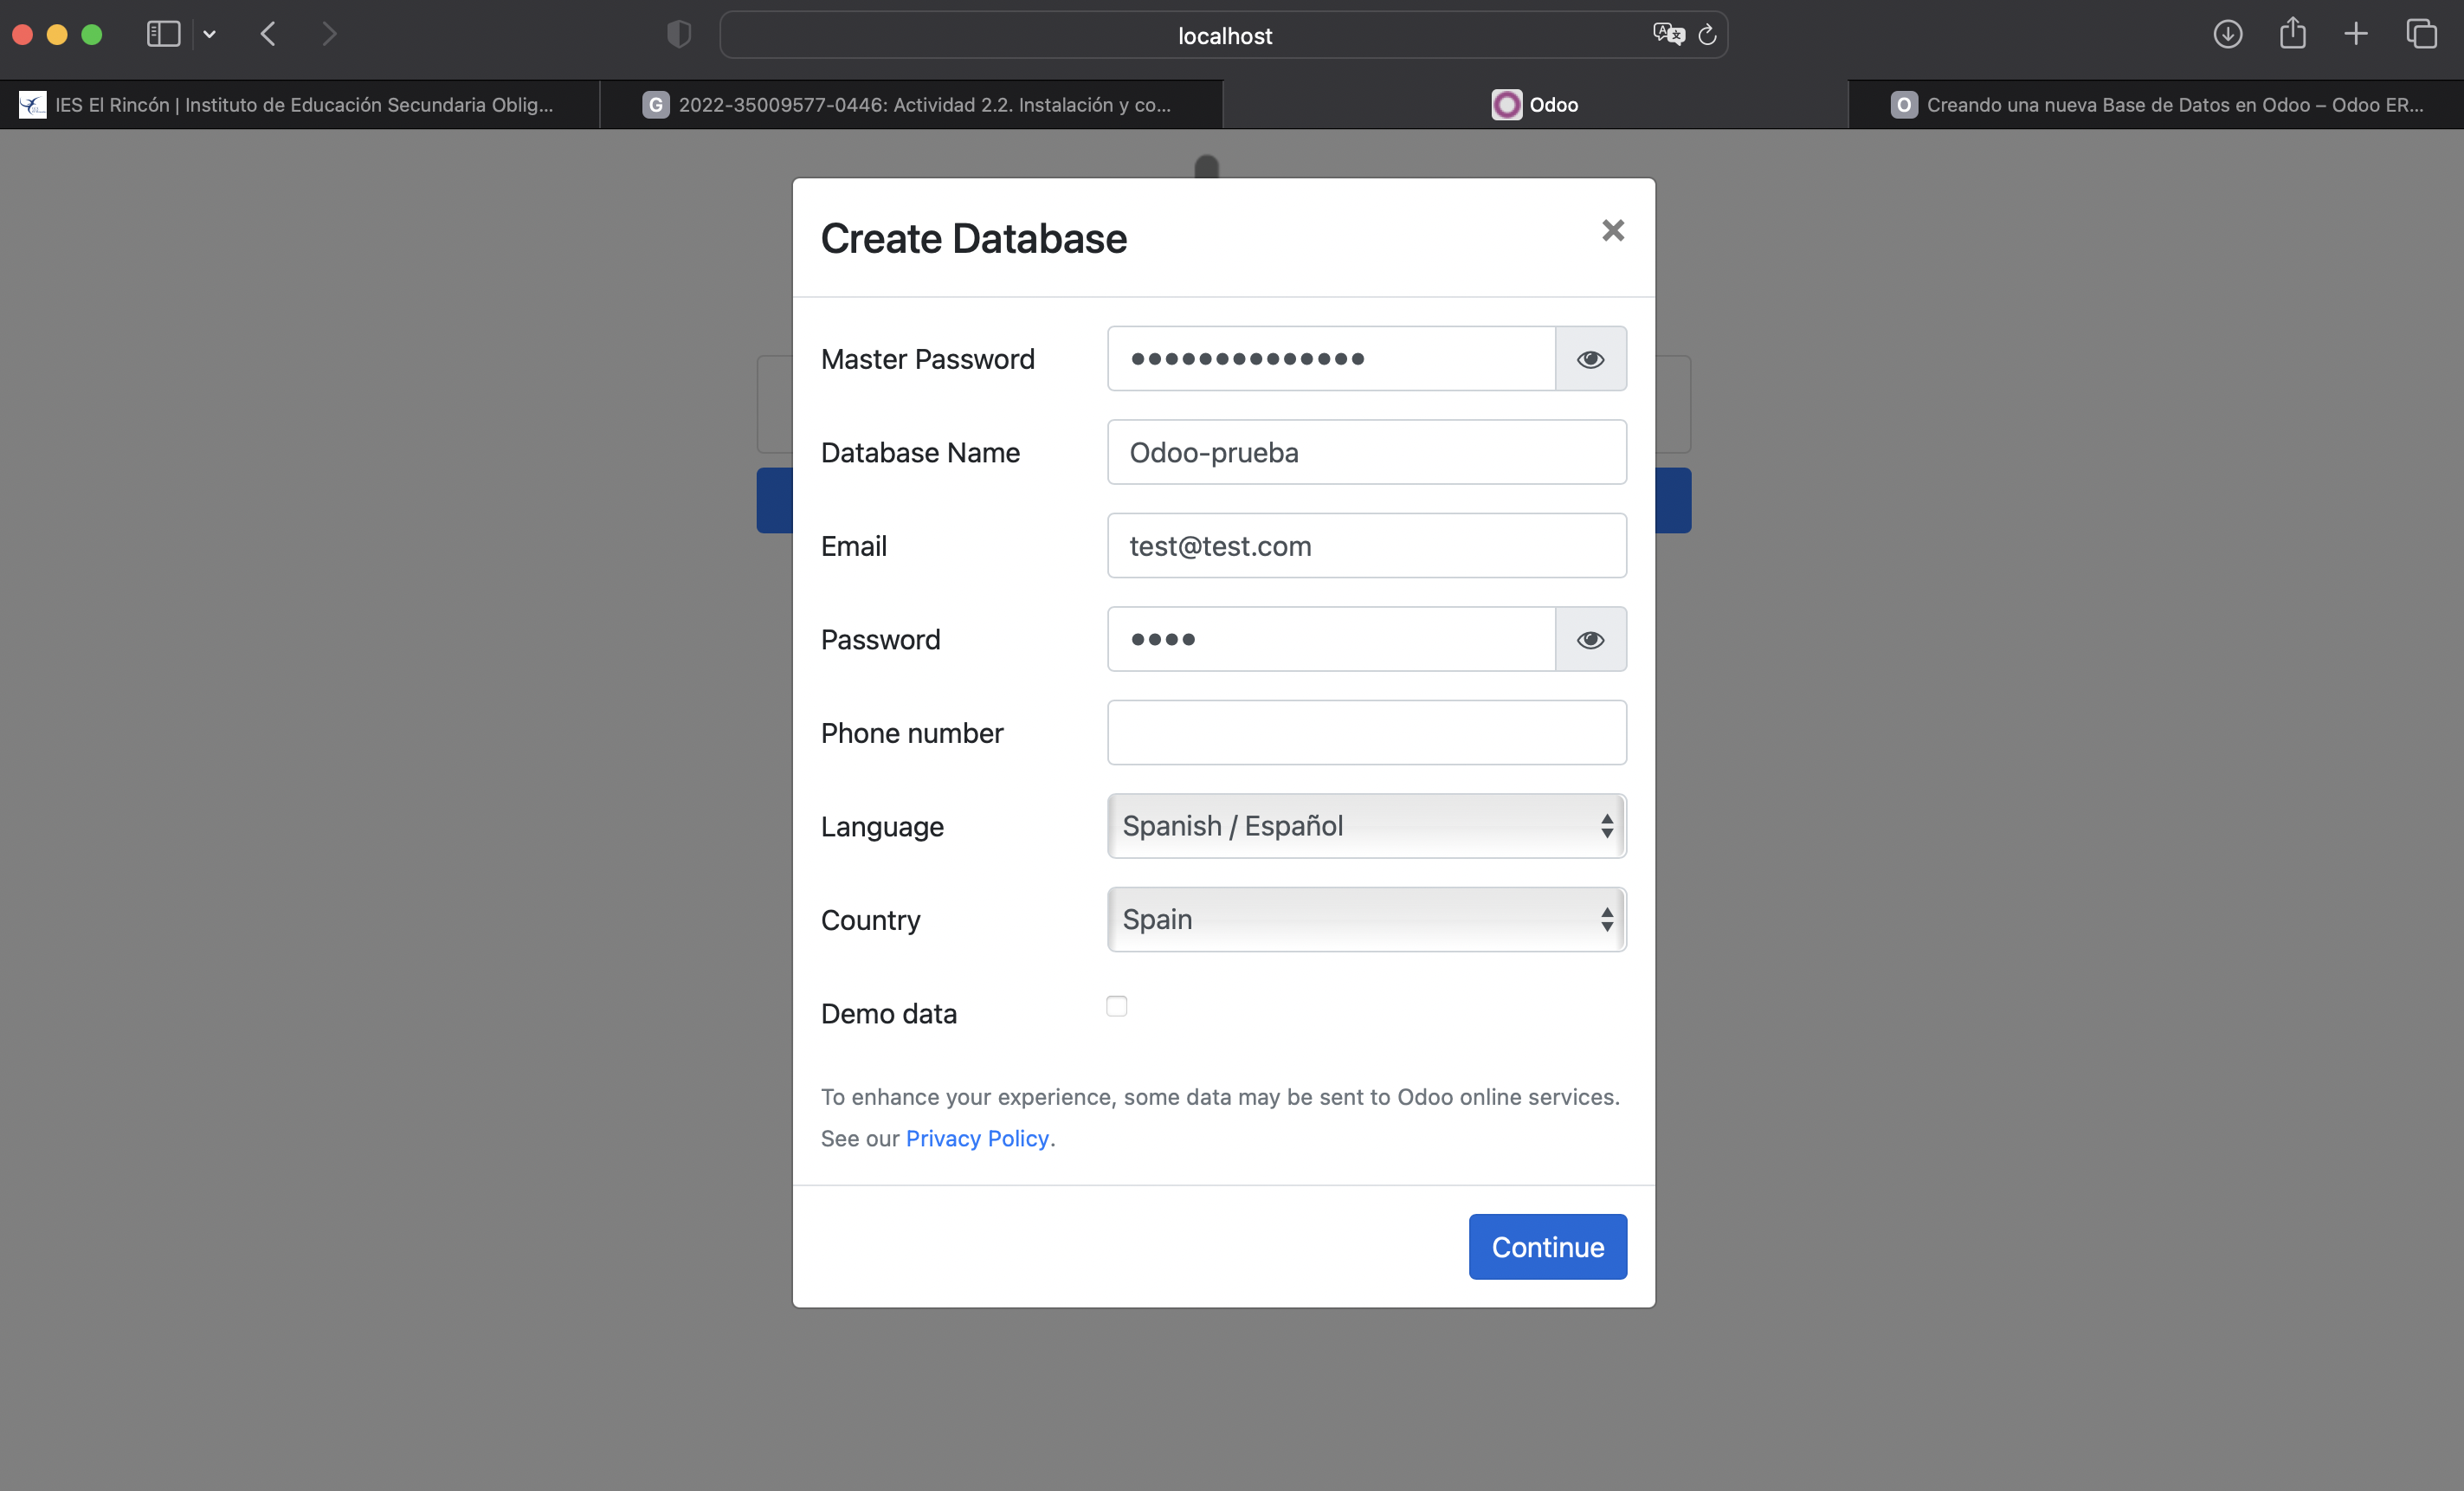 localhost
IES El Rincón | Instituto de Educación Secundaria Oblig...
G 2022-35009577-0446: Actividad 2.2. Instalación y co...
Odoo
O Creando una nueva Base de Datos en Odoo – Odoo ER...
Create Database
Master Password ●●●●●●●●●●●●●●
Database Name Odoo-prueba
Email test@test.com
Password ●●●●
Phone number
Language Spanish / Español
Country Spain
Demo data
To enhance your experience, some data may be sent to Odoo online services.
See our Privacy Policy.
Continue